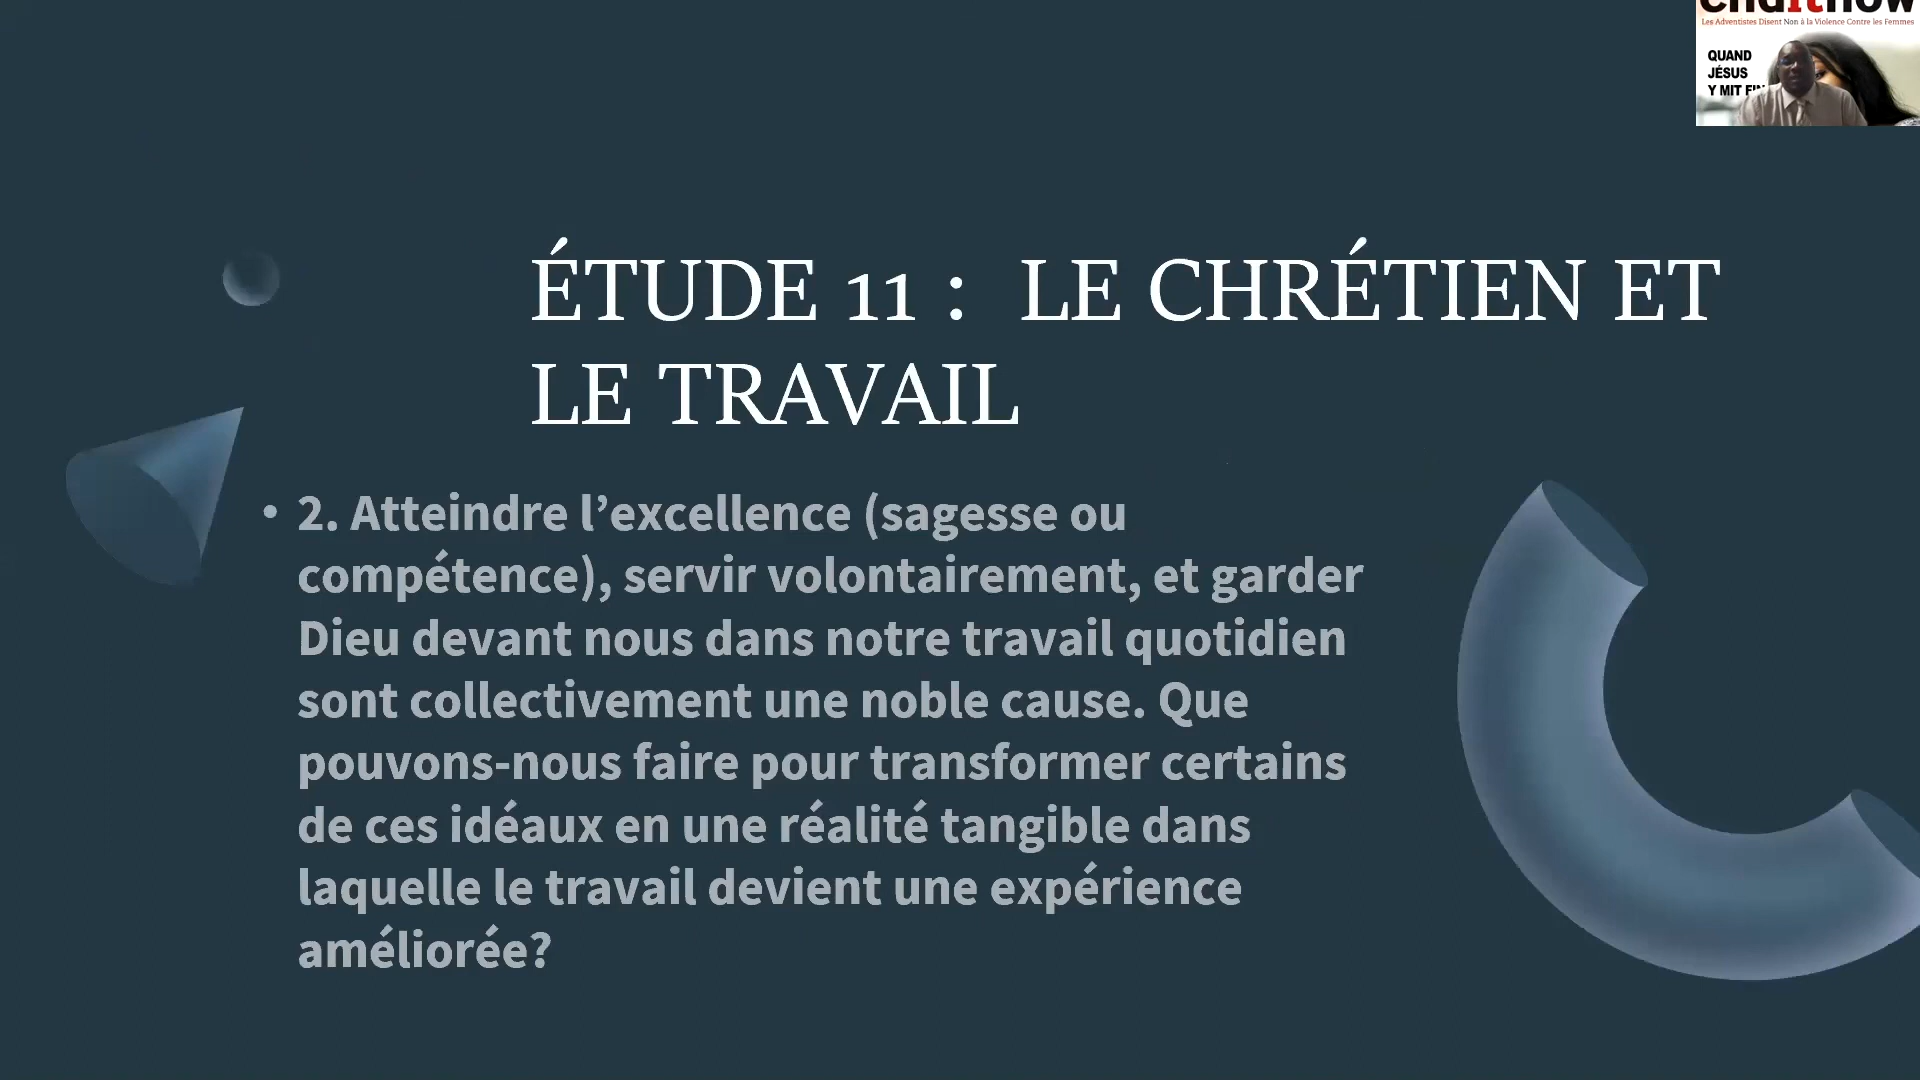 enditnow
Les Adventistes Disent Non à la Violence Contre les Femmes
QUAND
JÉSUS
Y MIT FIN
ÉTUDE 11 : LE CHRÉTIEN ET
LE TRAVAIL
• 2. Atteindre l’excellence (sagesse ou
compétence), servir volontairement, et garder
Dieu devant nous dans notre travail quotidien
sont collectivement une noble cause. Que
pouvons-nous faire pour transformer certains
de ces idéaux en une réalité tangible dans
laquelle le travail devient une expérience
améliorée?